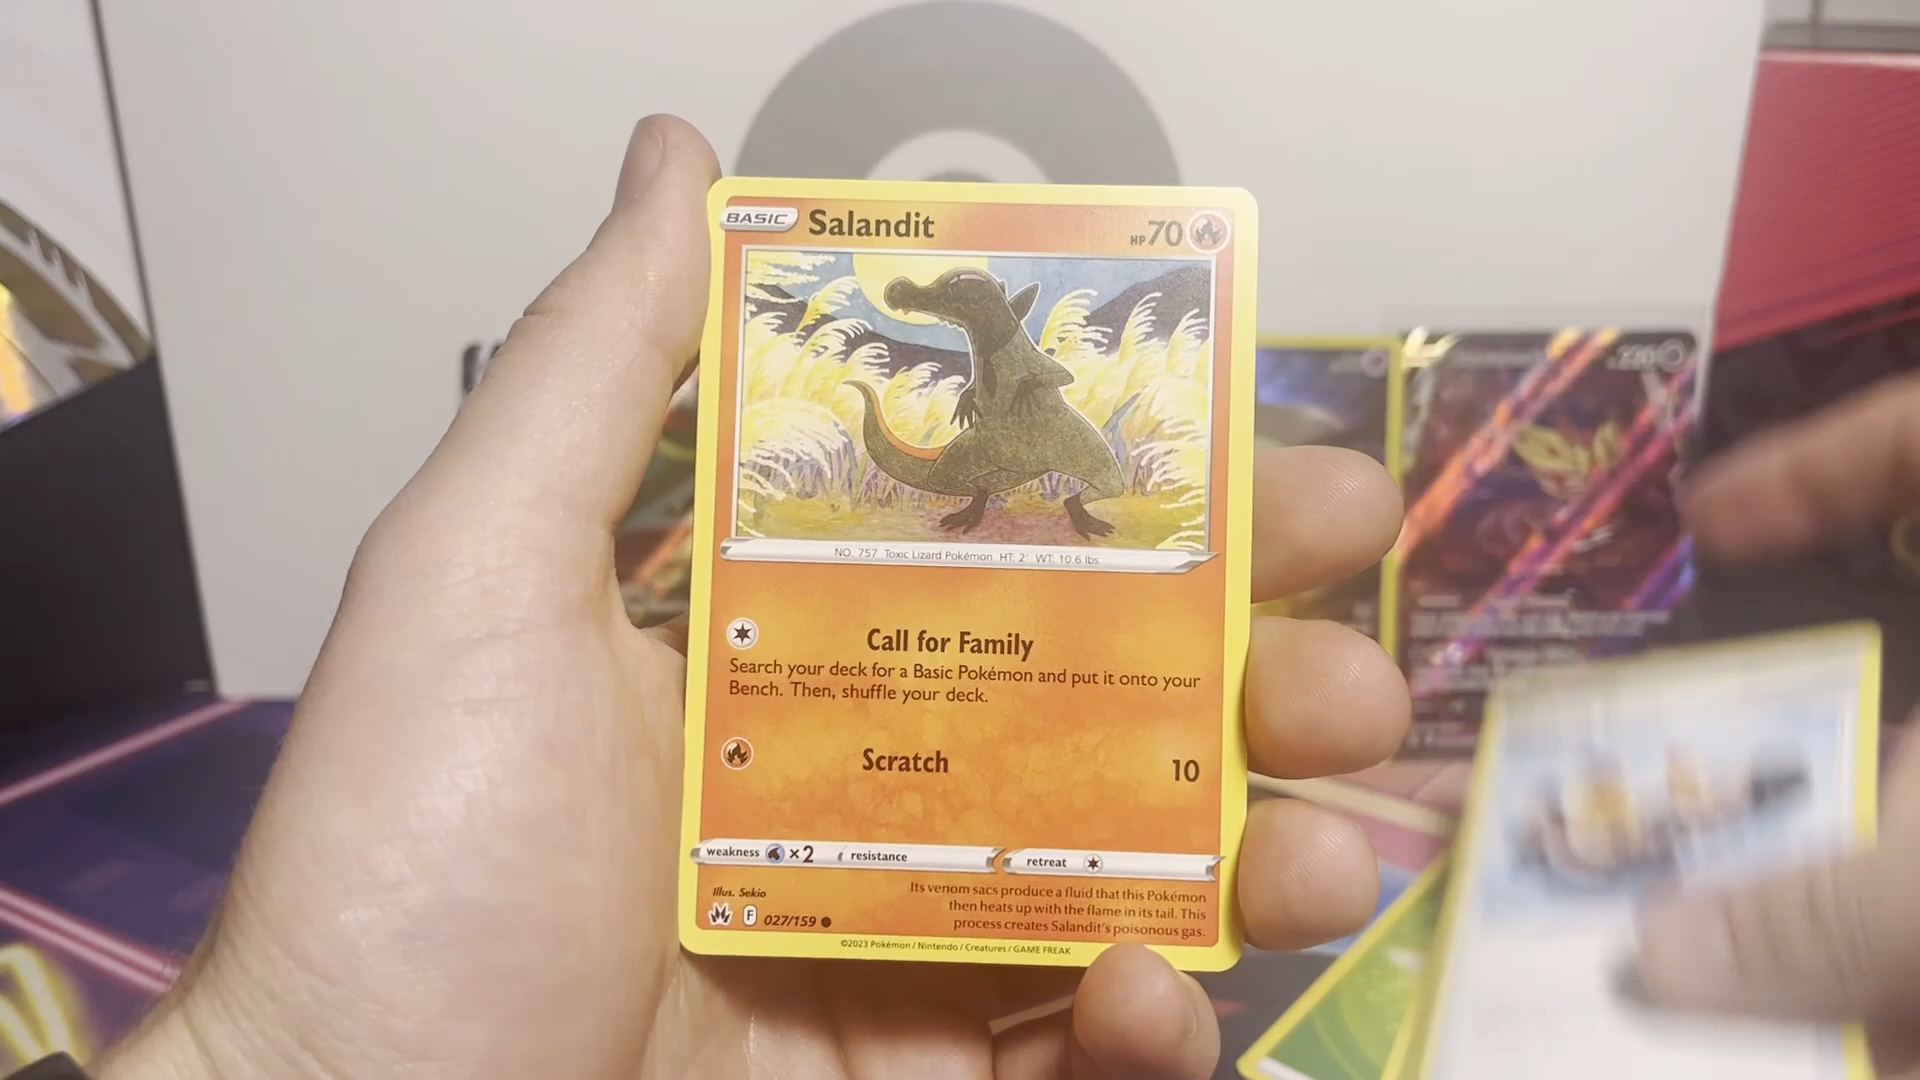 BASIC Salandit HP 70
NO. 757 Toxic Lizard Pokémon HT: 2' WT: 10.6 lbs.
Call for Family
Search your deck for a Basic Pokémon and put it onto your
Bench. Then, shuffle your deck.
Scratch 10
weakness ×2 resistance retreat
Illus. Sekio
Its venom sacs produce a fluid that this Pokémon
then heats up with the flame in its tail. This
process creates Salandit's poisonous gas.
F 027/159
©2023 Pokémon / Nintendo / Creatures / GAME FREAK